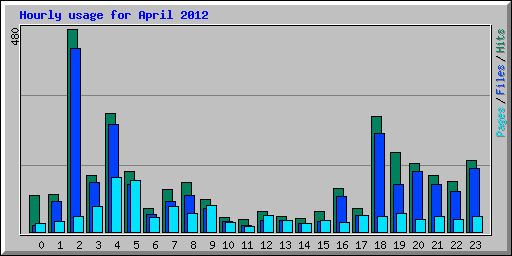 Hourly usage for April 2012
480
Pages/Files/Hits
0 1 2 3 4 5 6 7 8 9 10 11 12 13 14 15 16 17 18 19 20 21 22 23